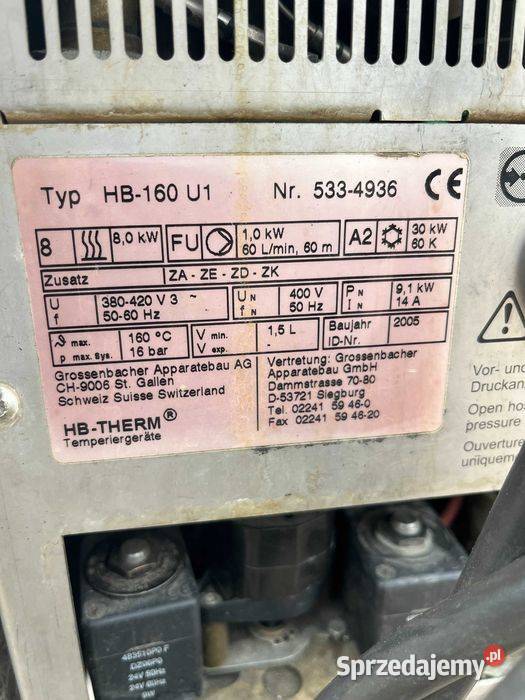 Typ HB-160 U1 Nr. 533-4936 CE
8 8,0 kW FU 1,0 kW 60 L/min, 60 m A2 30 kW 60 K
Zusatz ZA - ZE - ZD - ZK
U 380-420 V 3 ~ U N 400 V P N 9,1 kW
f 50-60 Hz f N 50 Hz I N 14 A
ϑ max. 160 °C V min. 1,5 L Baujahr 2005
p max. Sys. 16 bar V exp. - ID-Nr.
Grossenbacher Apparatebau AG
CH-9006 St. Gallen
Schweiz Suisse Switzerland
HB-THERM®
Temperiergeräte
Vertretung: Grossenbacher
Apparatebau GmbH
Dammstrasse 70-80
D-53721 Siegburg
Tel. 02241 59 46-0
Fax 02241 59 46-20
Vor- und
Druckan
Open hos
pressure
Ouverture
uniquem
483510P0 F
DZ06P0
24V 50Hz
24V 60Hz
9W
Sprzedajemy.pl